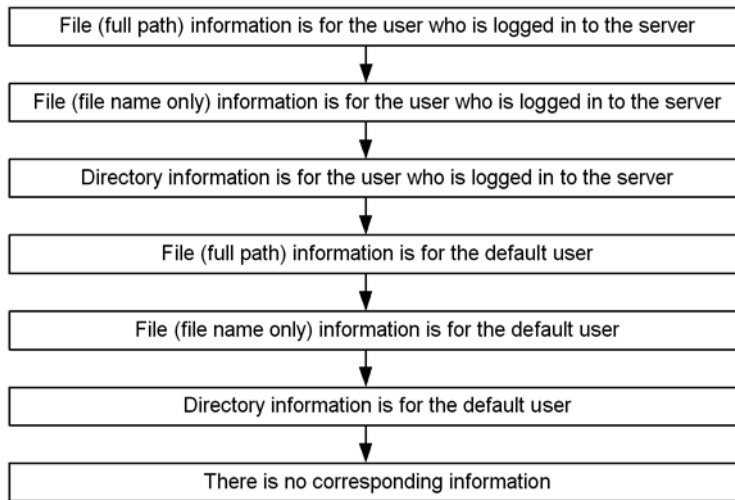 File (full path) information is for the user who is logged in to the server
File (file name only) information is for the user who is logged in to the server
Directory information is for the user who is logged in to the server
File (full path) information is for the default user
File (file name only) information is for the default user
Directory information is for the default user
There is no corresponding information